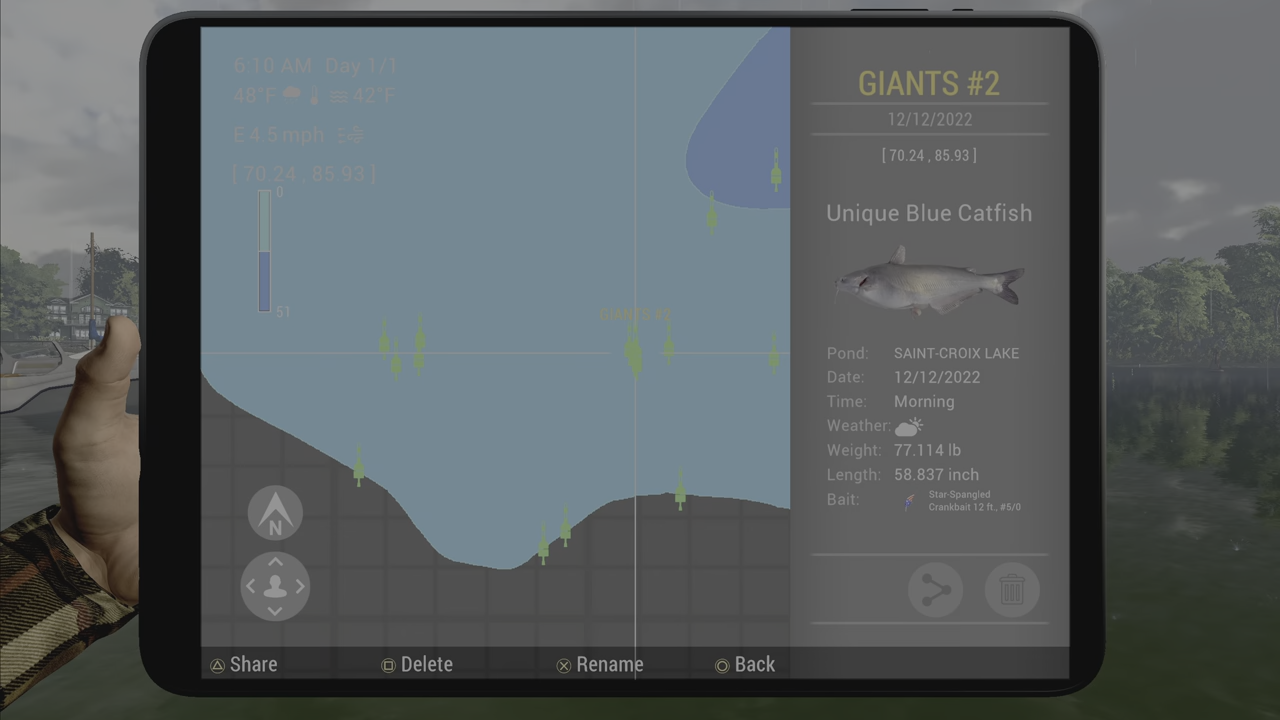 6:10 AM Day 1/1
48°F 42°F
E 4.5 mph
[ 70.24 , 85.93 ]
0
51
N
GIANTS #2
12/12/2022
[ 70.24 , 85.93 ]
Unique Blue Catfish
Pond: SAINT-CROIX LAKE
Date: 12/12/2022
Time: Morning
Weather:
Weight: 77.114 lb
Length: 58.837 inch
Bait: Star-Spangled
Crankbait 12 ft., #5/0
GIANTS #2
Share Delete Rename Back